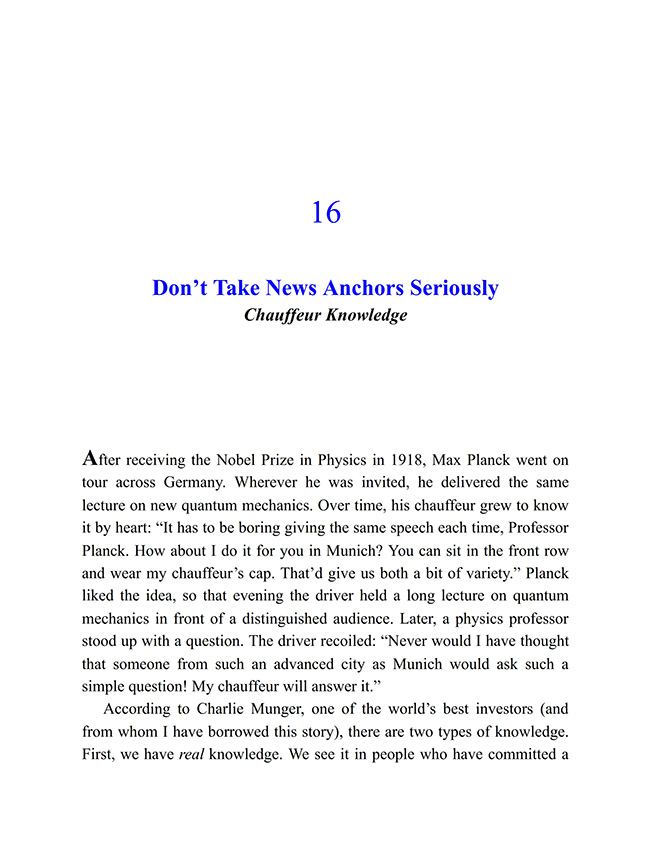 16
Don’t Take News Anchors Seriously
Chauffeur Knowledge
After receiving the Nobel Prize in Physics in 1918, Max Planck went on
tour across Germany. Wherever he was invited, he delivered the same
lecture on new quantum mechanics. Over time, his chauffeur grew to know
it by heart: “It has to be boring giving the same speech each time, Professor
Planck. How about I do it for you in Munich? You can sit in the front row
and wear my chauffeur’s cap. That’d give us both a bit of variety.” Planck
liked the idea, so that evening the driver held a long lecture on quantum
mechanics in front of a distinguished audience. Later, a physics professor
stood up with a question. The driver recoiled: “Never would I have thought
that someone from such an advanced city as Munich would ask such a
simple question! My chauffeur will answer it.”
According to Charlie Munger, one of the world’s best investors (and
from whom I have borrowed this story), there are two types of knowledge.
First, we have real knowledge. We see it in people who have committed a